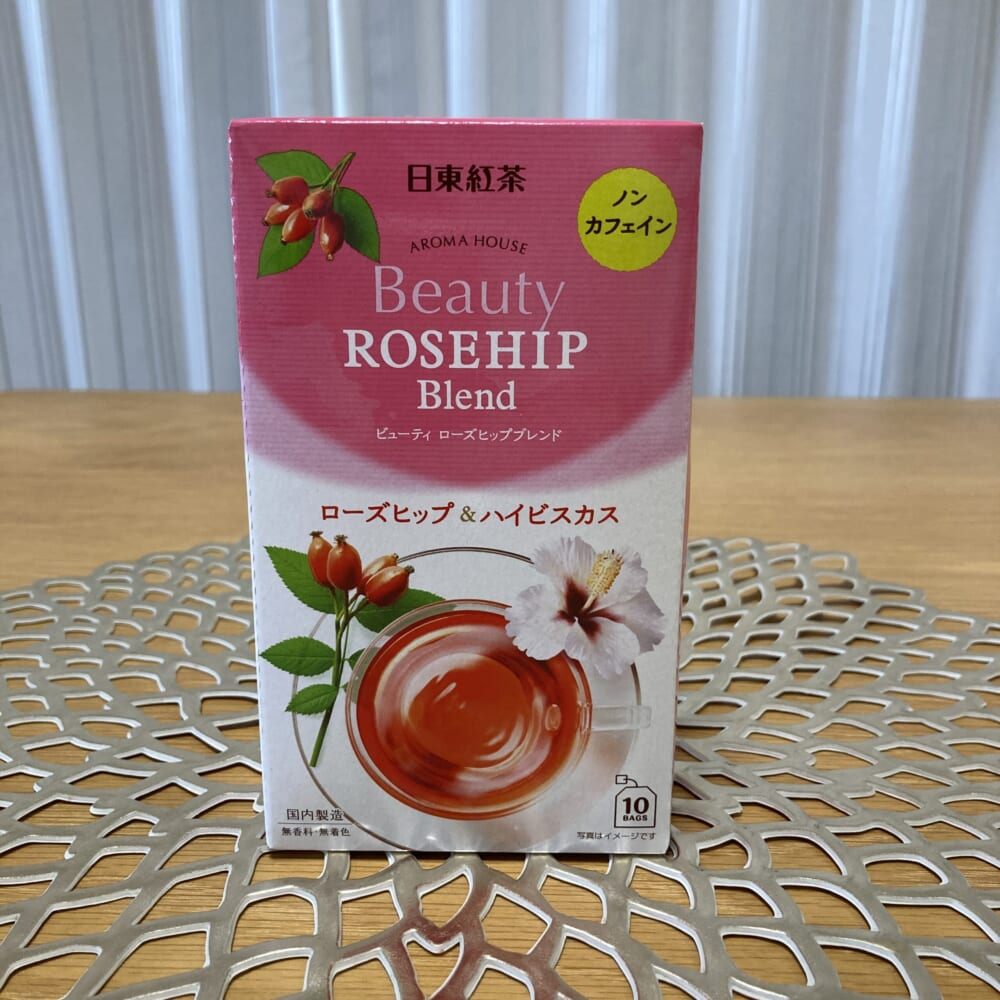 日東紅茶
ノン
カフェイン
AROMA HOUSE
Beauty
ROSEHIP
Blend
ビューティ ローズヒップブレンド
ローズヒップ&ハイビスカス
国内製造
無香料・無着色
10
BAGS
写真はイメージです